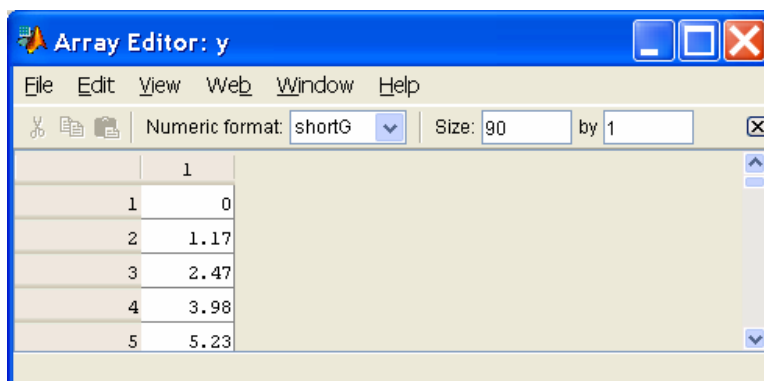 Array Editor: y
File Edit View Web Window Help
Numeric format: shortG Size: 90 by 1
1
1 0
2 1.17
3 2.47
4 3.98
5 5.23